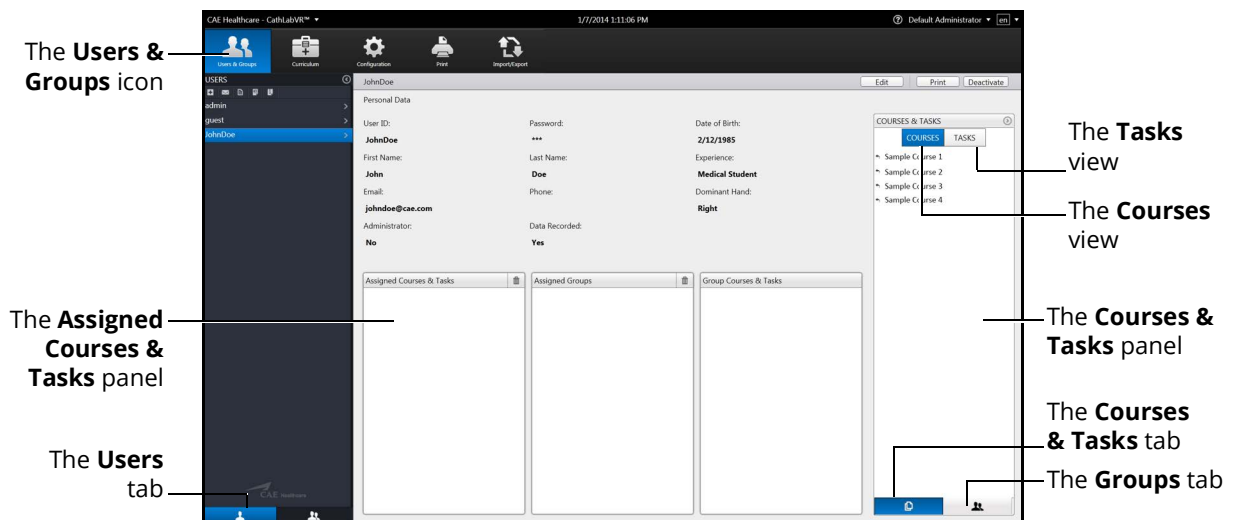 CAE Healthcare - CathLabVR™
1/7/2014 1:11:06 PM
Default Administrator
en
Users & Groups
Curriculum
Configuration
Print
Import/Export
USERS
admin
guest
JohnDoe
JohnDoe
Edit
Print
Deactivate
Personal Data
User ID:
Password:
Date of Birth:
JohnDoe
***
2/12/1985
First Name:
Last Name:
Experience:
John
Doe
Medical Student
Email:
Phone:
Dominant Hand:
johndoe@cae.com
Right
Administrator:
Data Recorded:
No
Yes
Assigned Courses & Tasks
Assigned Groups
Group Courses & Tasks
COURSES & TASKS
COURSES
TASKS
Sample Course 1
Sample Course 2
Sample Course 3
Sample Course 4
CAE Healthcare
The Users &
Groups icon
The Assigned
Courses &
Tasks panel
The Users
tab
The Tasks
view
The Courses
view
The Courses &
Tasks panel
The Courses
& Tasks tab
The Groups tab